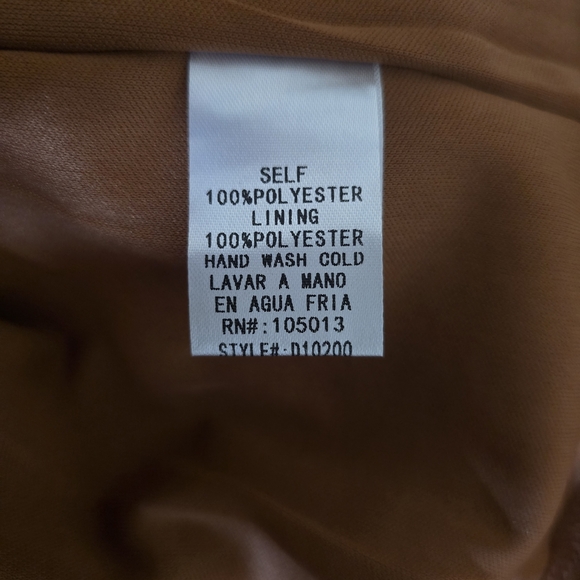 SELF
100%POLYESTER
LINING
100%POLYESTER
HAND WASH COLD
LAVAR A MANO
EN AGUA FRIA
RN#:105013
STYLE#:D10200